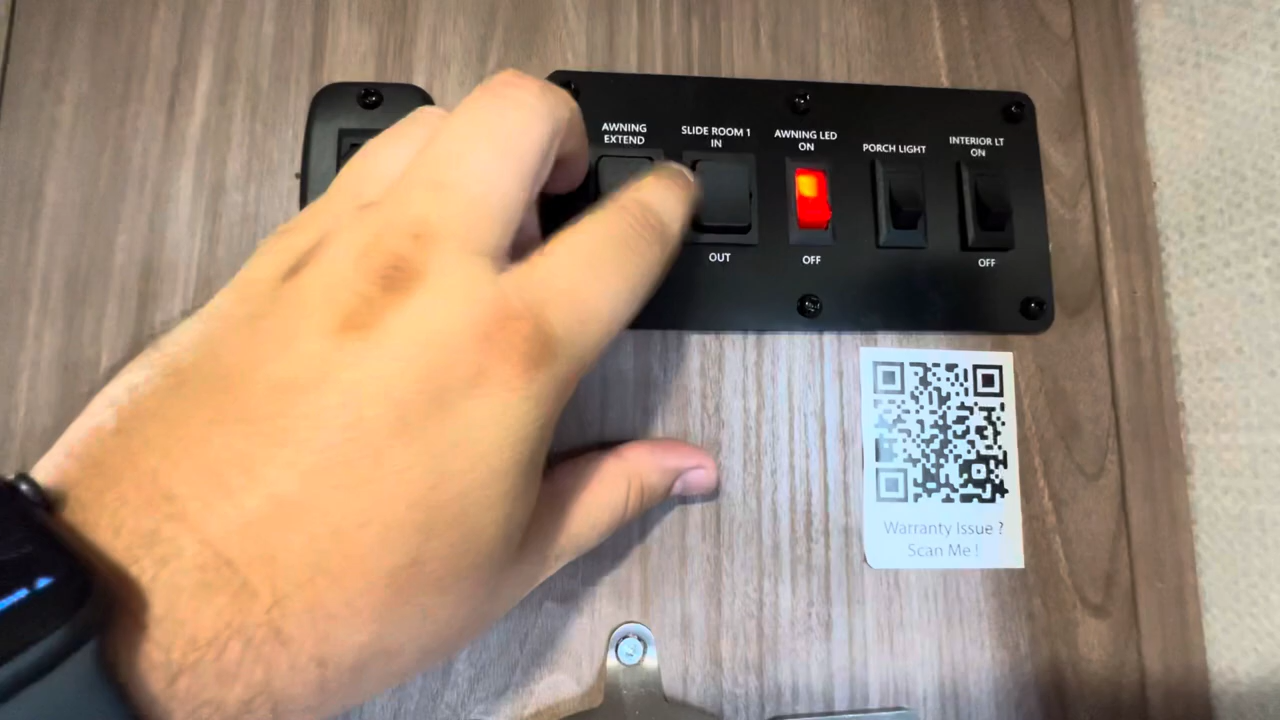 AWNING
EXTEND
SLIDE ROOM 1
IN
AWNING LED
ON
PORCH LIGHT
INTERIOR LT
ON
OUT
OFF
OFF
Warranty Issue ?
Scan Me !